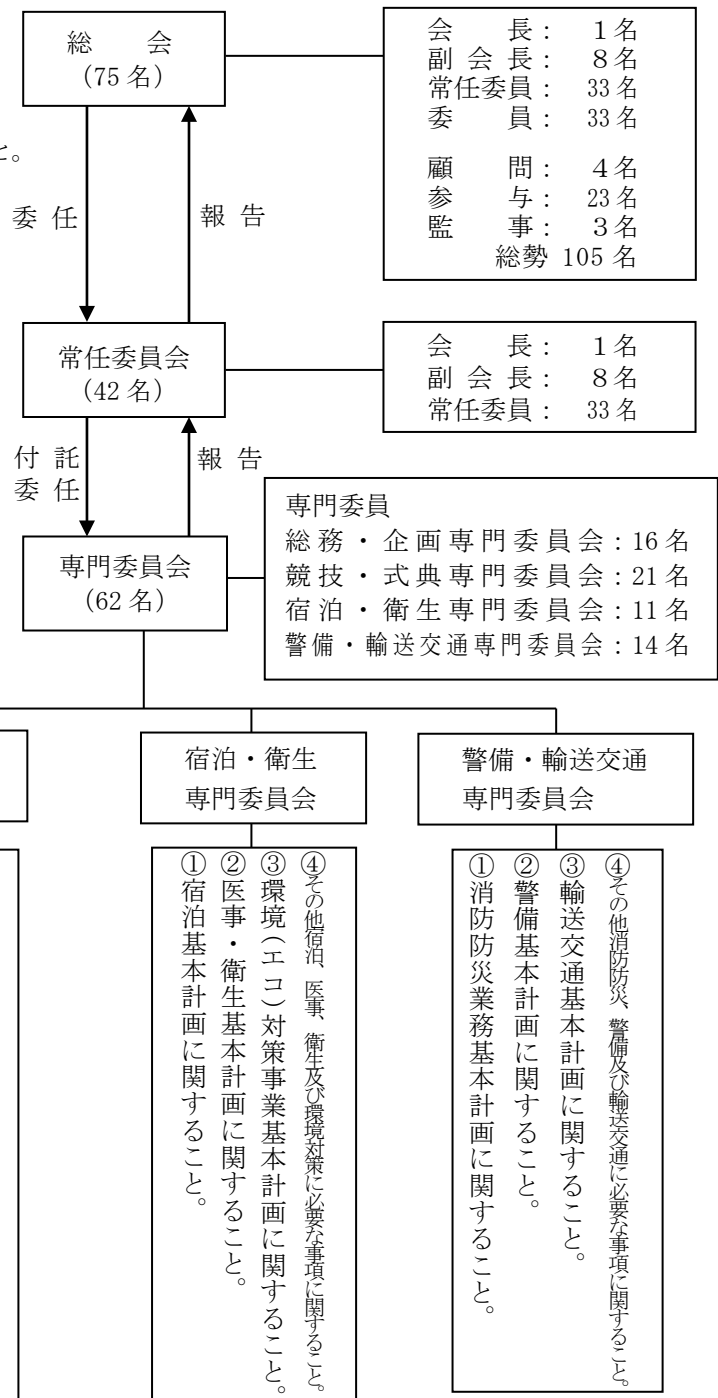 総　会
(75名)
会　長：　1名
副会長：　8名
常任委員：　33名
委　員：　33名
顧　問：　4名
参　与：　23名
監　事：　3名
総勢 105名
と。
委任
報告
常任委員会
(42名)
会　長：　1名
副会長：　8名
常任委員：　33名
付託
委任
報告
専門委員会
(62名)
専門委員
総務・企画専門委員会：16名
競技・式典専門委員会：21名
宿泊・衛生専門委員会：11名
警備・輸送交通専門委員会：14名
宿泊・衛生
専門委員会
警備・輸送交通
専門委員会
①宿泊基本計画に関すること。
②医事・衛生基本計画に関すること。
③環境（エコ）対策事業基本計画に関すること。
④その他宿泊、医事、衛生及び環境対策に必要な事項に関すること。
①消防防災業務基本計画に関すること。
②警備基本計画に関すること。
③輸送交通基本計画に関すること。
④その他消防防災、警備及び輸送交通に必要な事項に関すること。